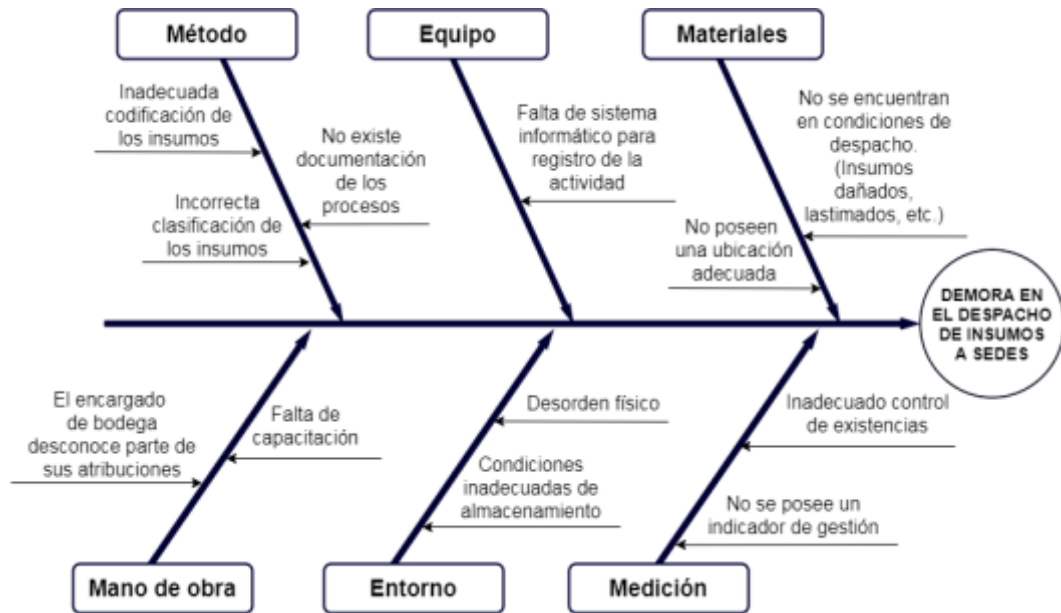 Método
Equipo
Materiales
Inadecuada
codificación de
los insumos
No existe
documentación
de los
procesos
Incorrecta
clasificación de
los insumos
Falta de sistema
informático para
registro de la
actividad
No se encuentran
en condiciones de
despacho.
(Insumos
dañados,
lastimados, etc.)
No poseen
una ubicación
adecuada
DEMORA EN
EL DESPACHO
DE INSUMOS
A SEDES
El encargado
de bodega
desconoce parte de
sus atribuciones
Falta de
capacitación
Desorden físico
Condiciones
inadecuadas de
almacenamiento
Inadecuado control
de existencias
No se posee un
indicador de gestión
Mano de obra
Entorno
Medición